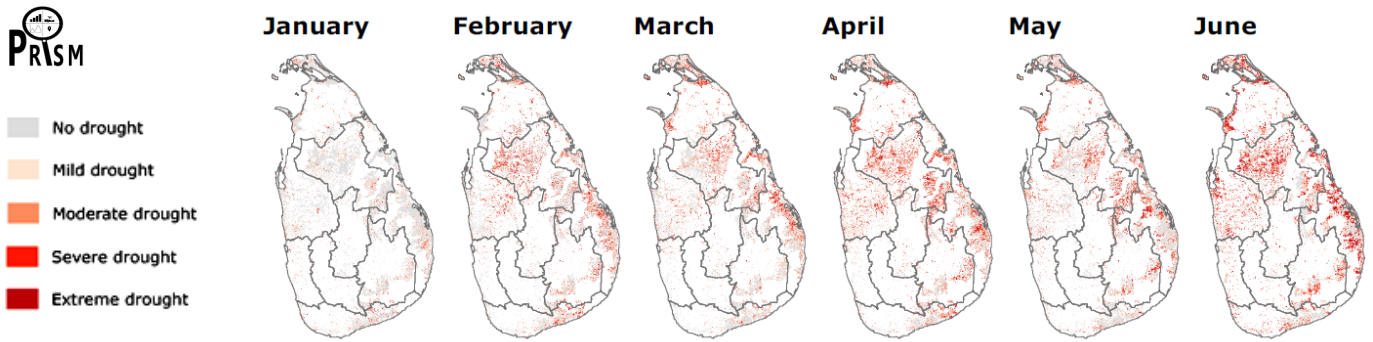 PRISM
January February March April May June
No drought
Mild drought
Moderate drought
Severe drought
Extreme drought